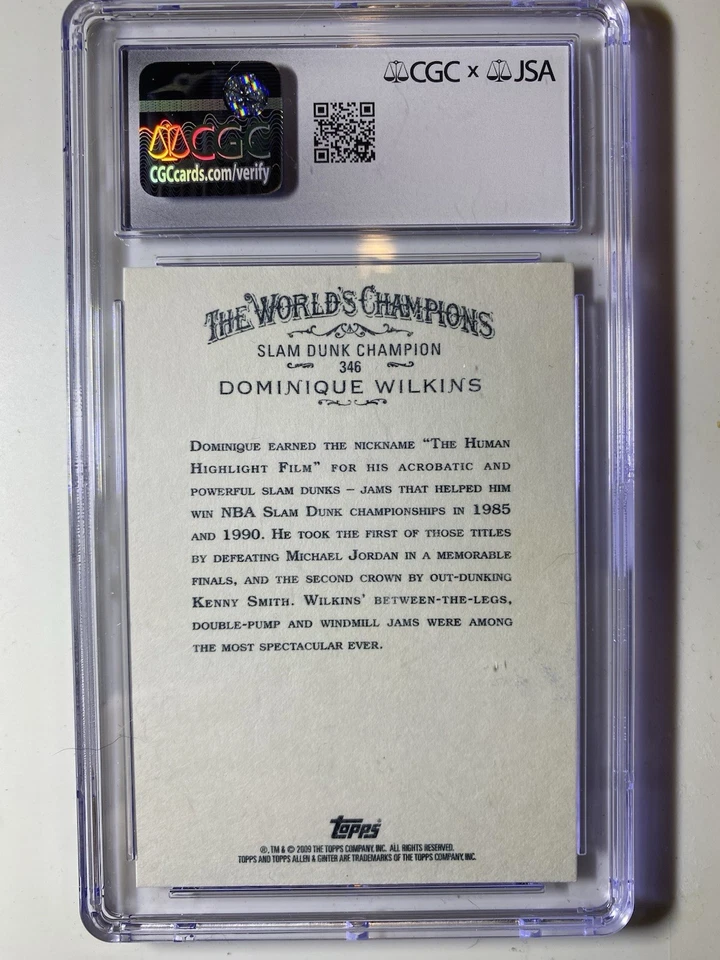 CGC x JSA
CGC
CGCcards.com/verify
THE WORLD'S CHAMPIONS
SLAM DUNK CHAMPION
346
DOMINIQUE WILKINS
DOMINIQUE EARNED THE NICKNAME “THE HUMAN
HIGHLIGHT FILM” FOR HIS ACROBATIC AND
POWERFUL SLAM DUNKS – JAMS THAT HELPED HIM
WIN NBA SLAM DUNK CHAMPIONSHIPS IN 1985
AND 1990. HE TOOK THE FIRST OF THOSE TITLES
BY DEFEATING MICHAEL JORDAN IN A MEMORABLE
FINALS, AND THE SECOND CROWN BY OUT-DUNKING
KENNY SMITH. WILKINS’ BETWEEN-THE-LEGS,
DOUBLE-PUMP AND WINDMILL JAMS WERE AMONG
THE MOST SPECTACULAR EVER.
topps®
®, TM & © 2009 THE TOPPS COMPANY, INC. ALL RIGHTS RESERVED.
TOPPS AND TOPPS ALLEN & GINTER ARE TRADEMARKS OF THE TOPPS COMPANY, INC.